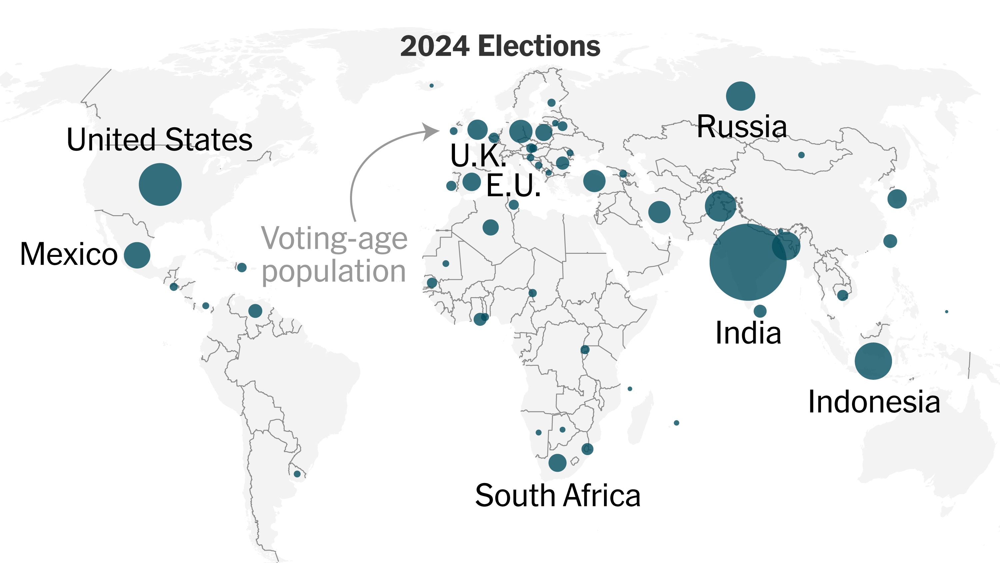 2024 Elections
Russia
United States
U.K.
E.U.
Voting-age
population
Mexico
India
Indonesia
South Africa